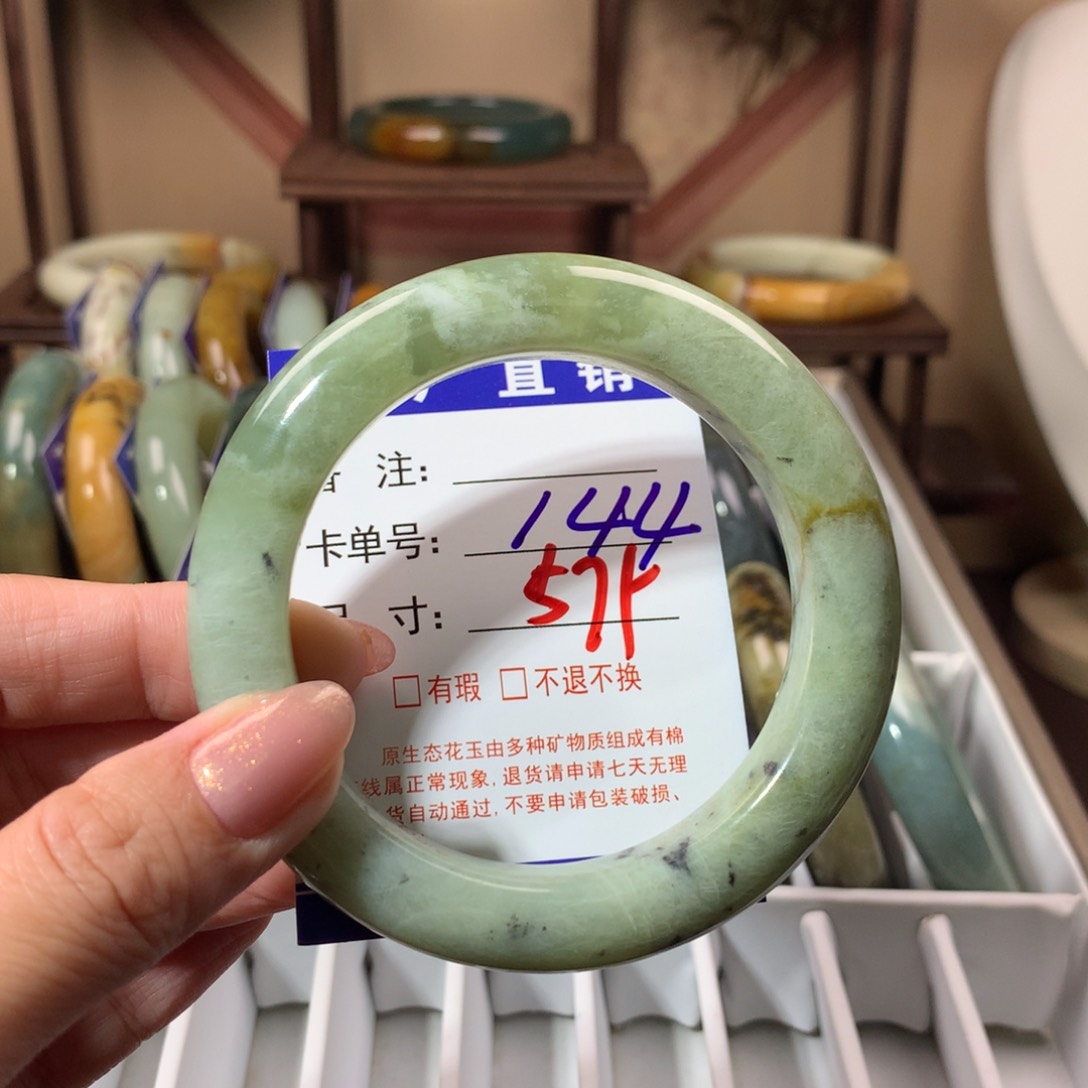 直销
注:
卡单号: 144
寸: 57
□有瑕 □不退不换
原生态花玉由多种矿物质组成有棉
线属正常现象,退货请申请七天无理
货自动通过,不要申请包装破损、